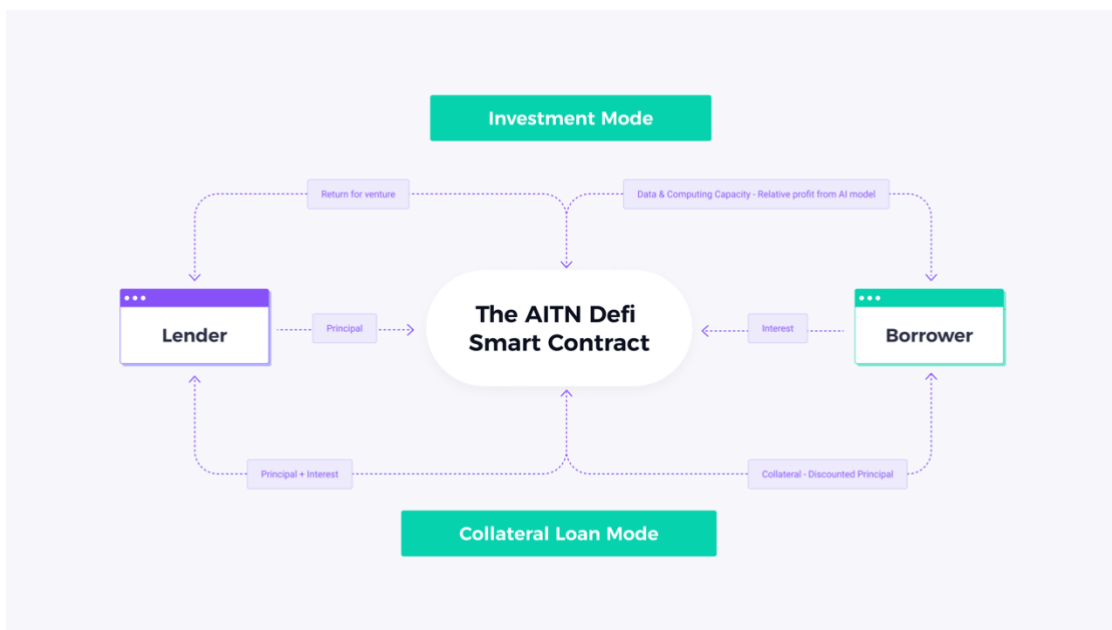 Investment Mode
Return for venture
Data & Computing Capacity - Relative profit from AI model
Lender
Principal
The AITN Defi
Smart Contract
Interest
Borrower
Principal + Interest
Collateral - Discounted Principal
Collateral Loan Mode